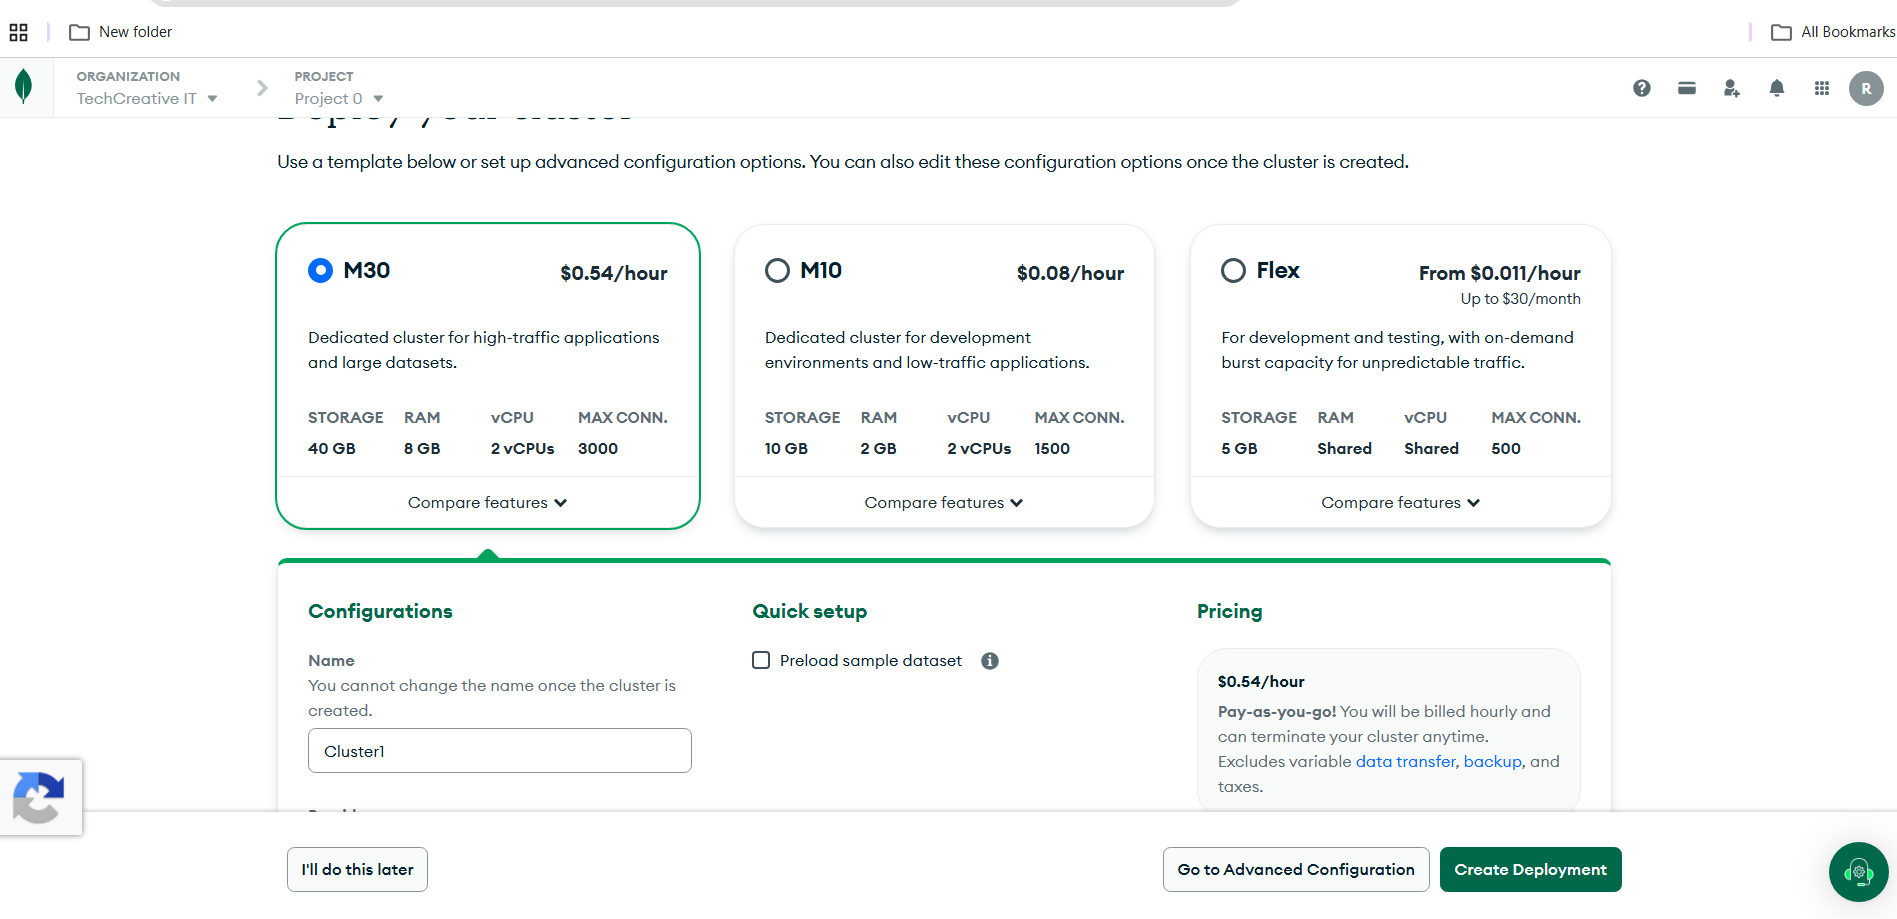 New folder
All Bookmarks
ORGANIZATION
TechCreative IT
PROJECT
Project 0
R
Deploy your cluster
Use a template below or set up advanced configuration options. You can also edit these configuration options once the cluster is created.
M30
$0.54/hour
Dedicated cluster for high-traffic applications
and large datasets.
STORAGE RAM vCPU MAX CONN.
40 GB 8 GB 2 vCPUs 3000
Compare features
M10
$0.08/hour
Dedicated cluster for development
environments and low-traffic applications.
STORAGE RAM vCPU MAX CONN.
10 GB 2 GB 2 vCPUs 1500
Compare features
Flex
From $0.011/hour
Up to $30/month
For development and testing, with on-demand
burst capacity for unpredictable traffic.
STORAGE RAM vCPU MAX CONN.
5 GB Shared Shared 500
Compare features
Configurations
Name
You cannot change the name once the cluster is
created.
Cluster1
Quick setup
Preload sample dataset
Pricing
$0.54/hour
Pay-as-you-go! You will be billed hourly and
can terminate your cluster anytime.
Excludes variable data transfer, backup, and
taxes.
I'll do this later
Go to Advanced Configuration
Create Deployment